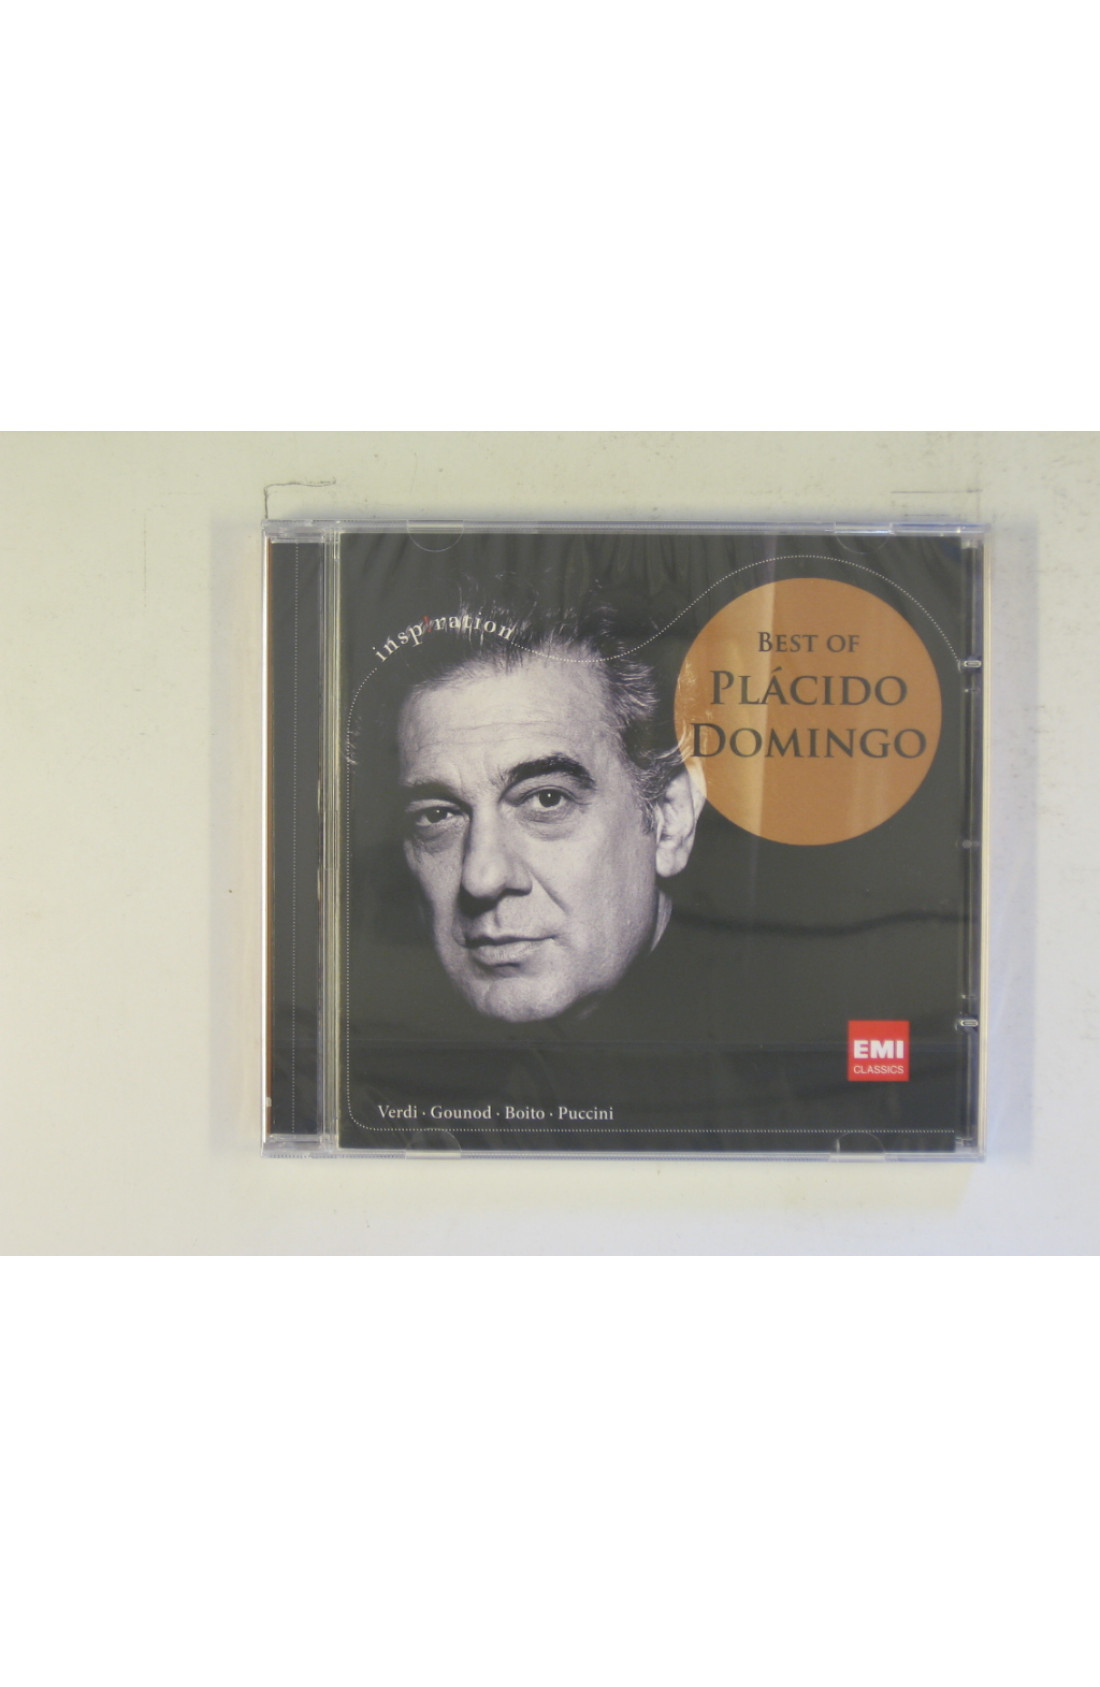 inspiration
BEST OF
PLÁCIDO
DOMINGO
EMI
CLASSICS
Verdi · Gounod · Boito · Puccini